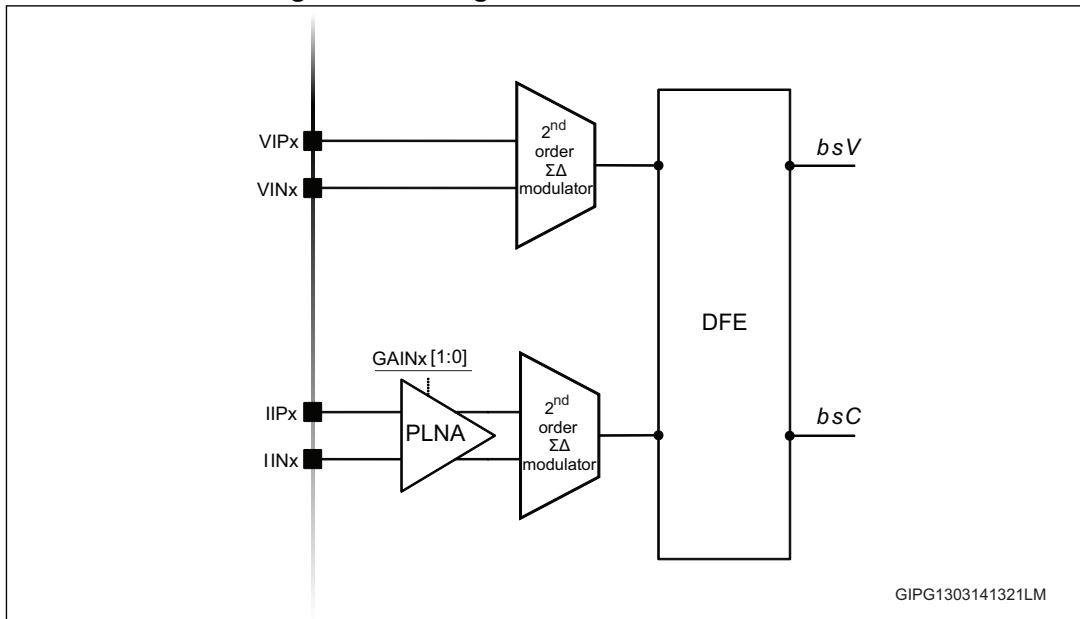 VIPx
VINx
2nd
order
ΣΔ
modulator
bsV
DFE
GAINx [1:0]
IIPx
IINx
PLNA
2nd
order
ΣΔ
modulator
bsC
GIPG1303141321LM